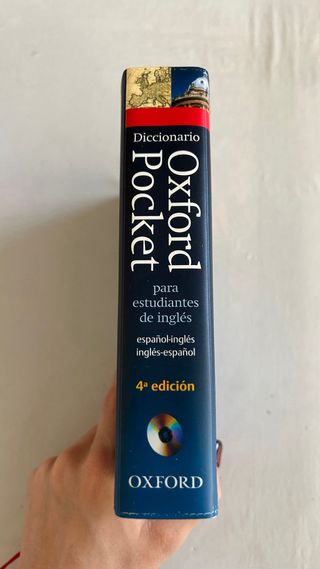 Diccionario
Oxford
Pocket
para
estudiantes
de inglés
español-inglés
inglés-español
4ª edición
OXFORD